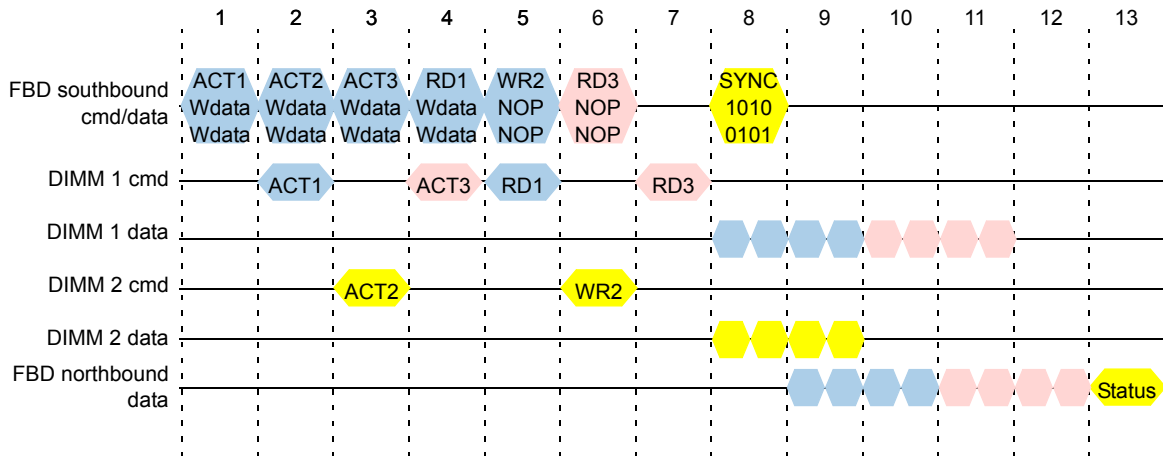 1 2 3 4 5 6 7 8 9 10 11 12 13
FBD southbound
cmd/data
ACT1 ACT2 ACT3 RD1 WR2 RD3 SYNC
Wdata Wdata Wdata Wdata NOP NOP 1010
Wdata Wdata Wdata Wdata NOP NOP 0101
DIMM 1 cmd
ACT1 ACT3 RD1 RD3
DIMM 1 data
DIMM 2 cmd
ACT2 WR2
DIMM 2 data
FBD northbound
data
Status